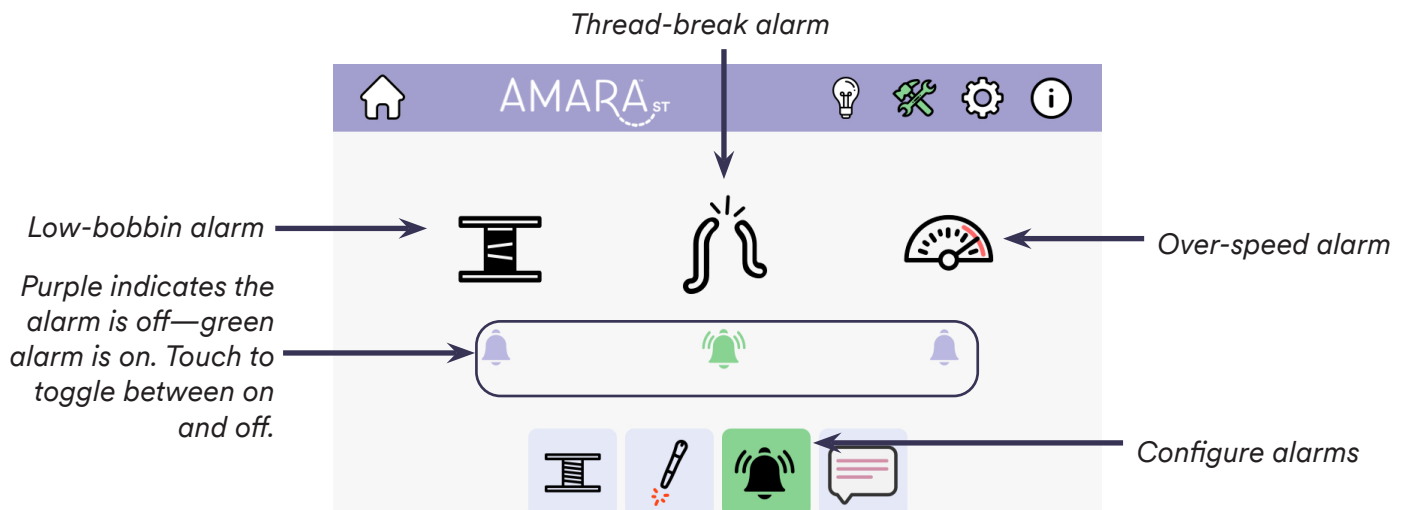 Thread-break alarm
AMARA™ ST
Low-bobbin alarm
Over-speed alarm
Purple indicates the
alarm is off—green
alarm is on. Touch to
toggle between on
and off.
Configure alarms